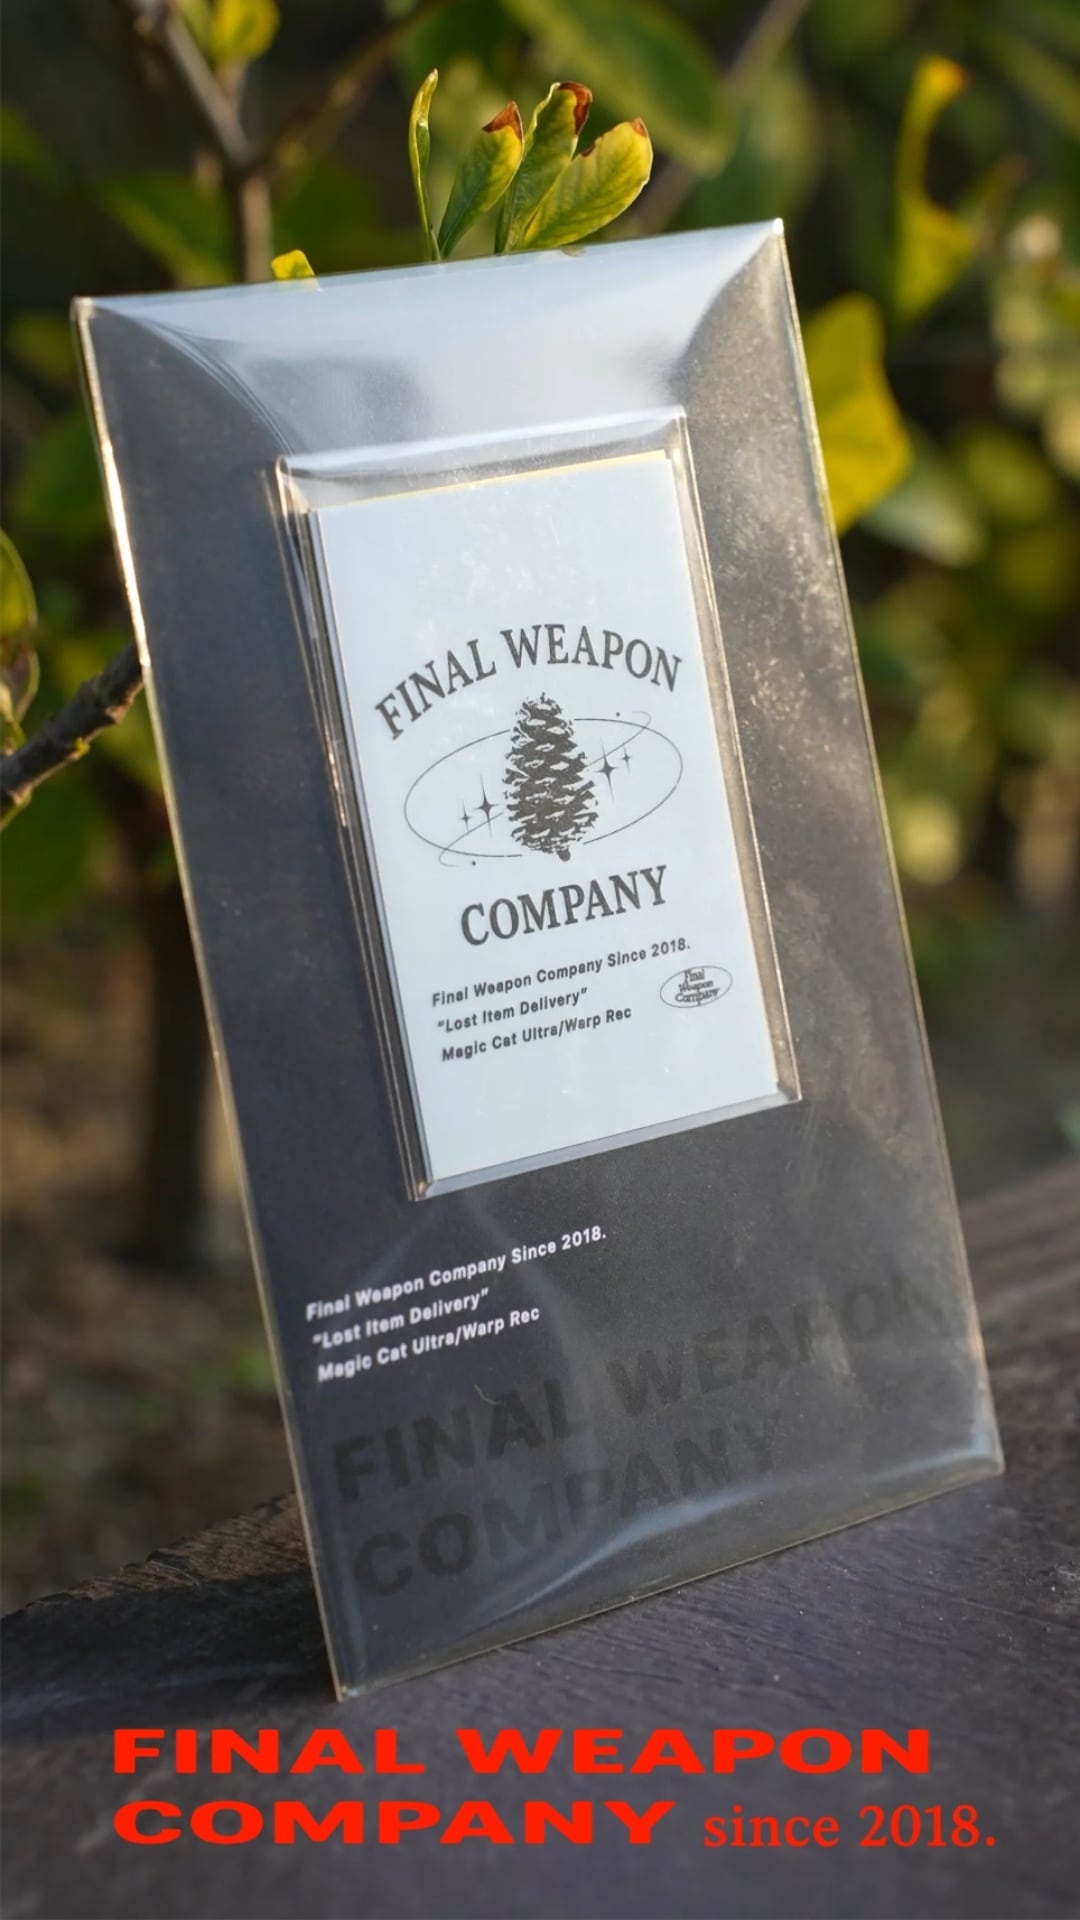 FINAL WEAPON
COMPANY
Final Weapon Company Since 2018.
"Lost Item Delivery"
Magic Cat Ultra/Warp Rec
Final
Weapon
Company
Final Weapon Company Since 2018.
"Lost Item Delivery"
Magic Cat Ultra/Warp Rec
FINAL WEAPON
COMPANY
FINAL WEAPON
COMPANY since 2018.